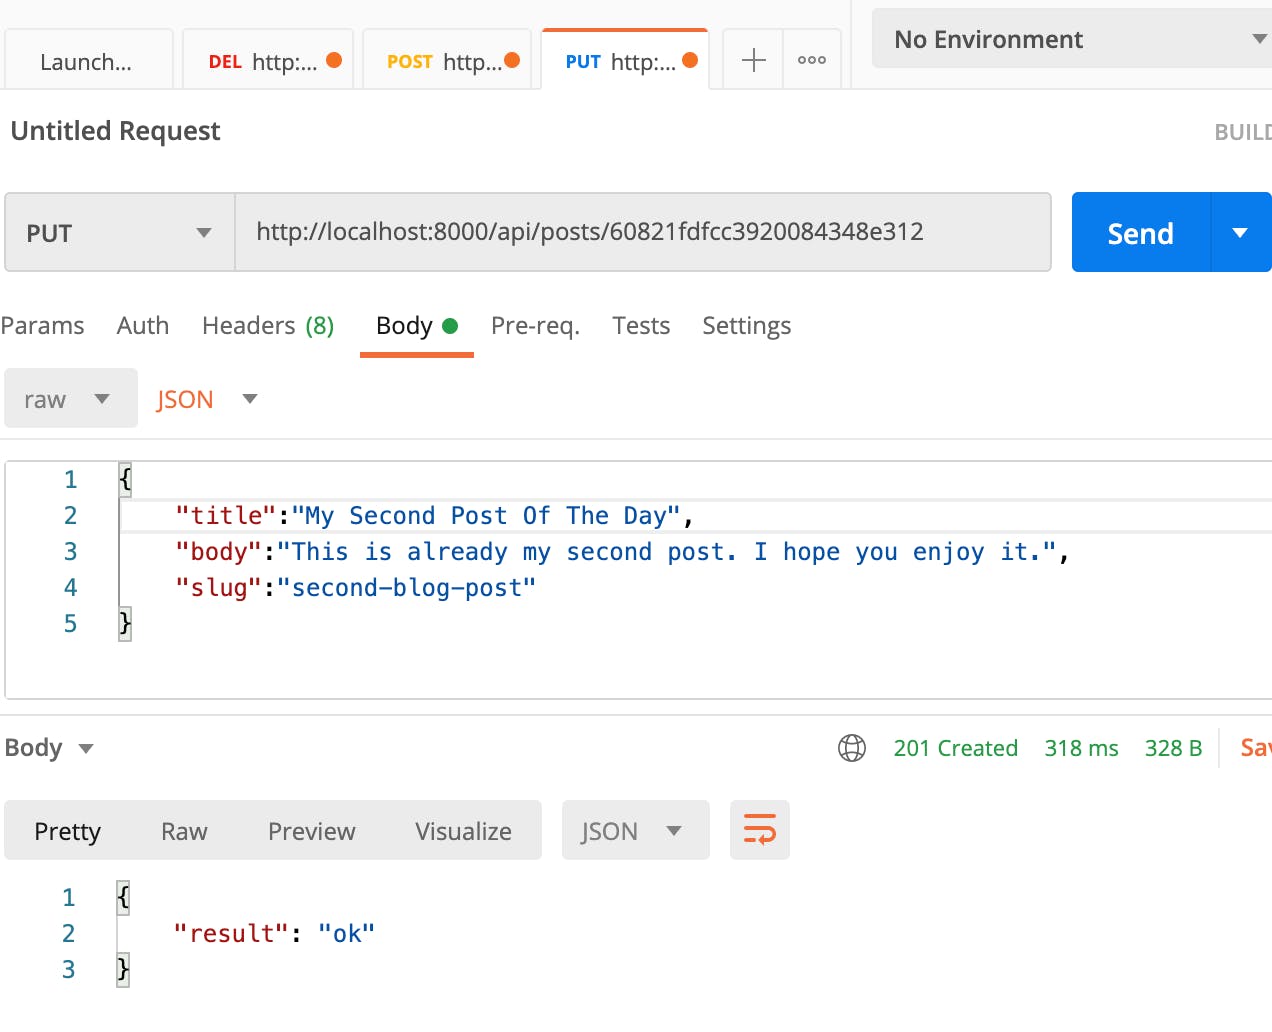 Launch... DEL http:... POST http... PUT http:... No Environment
Untitled Request BUILD
PUT http://localhost:8000/api/posts/60821fdfcc3920084348e312 Send
Params Auth Headers (8) Body Pre-req. Tests Settings
raw JSON
1 {
2 "title":"My Second Post Of The Day",
3 "body":"This is already my second post. I hope you enjoy it.",
4 "slug":"second-blog-post"
5 }
Body 201 Created 318 ms 328 B Sav
Pretty Raw Preview Visualize JSON
1 {
2 "result": "ok"
3 }